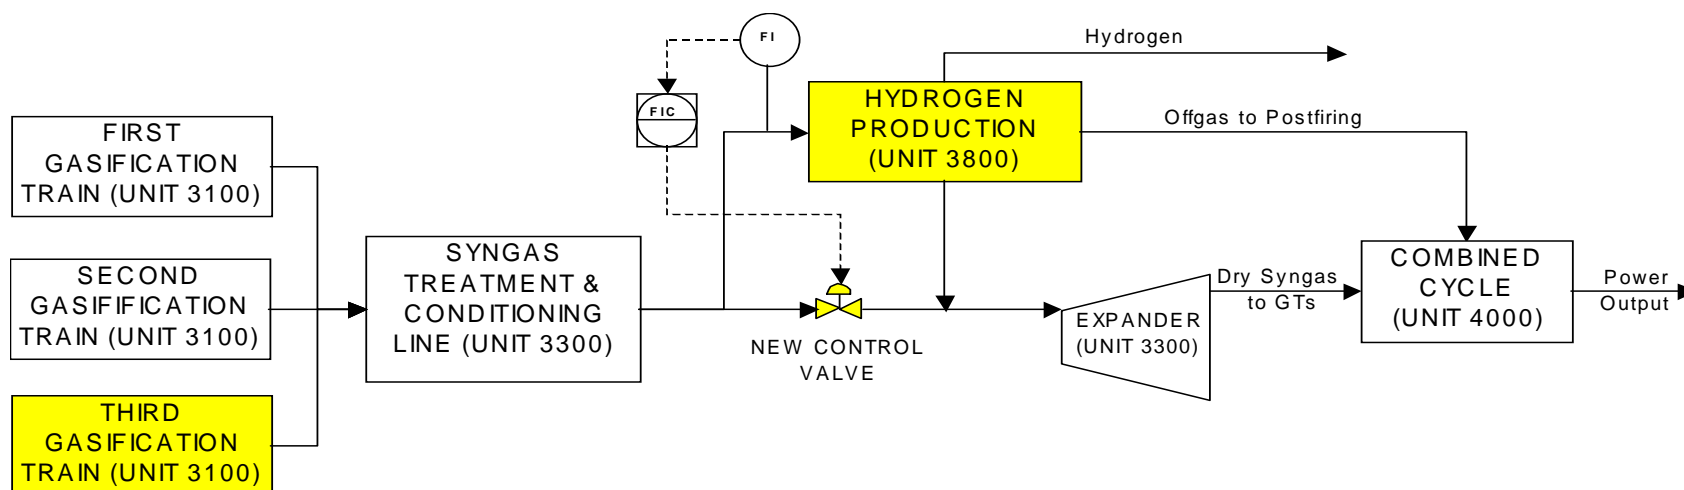 FI
Hydrogen
FIC
HYDROGEN
PRODUCTION
(UNIT 3800)
Offgas to Postfiring
FIRST
GASIFICATION
TRAIN (UNIT 3100)
SYNGAS
TREATMENT &
CONDITIONING
LINE (UNIT 3300)
SECOND
GASIFIFICATION
TRAIN (UNIT 3100)
Dry Syngas
to GTs
COMBINED
CYCLE
(UNIT 4000)
Power
Output
EXPANDER
(UNIT 3300)
NEW CONTROL
VALVE
THIRD
GASIFICATION
TRAIN (UNIT 3100)